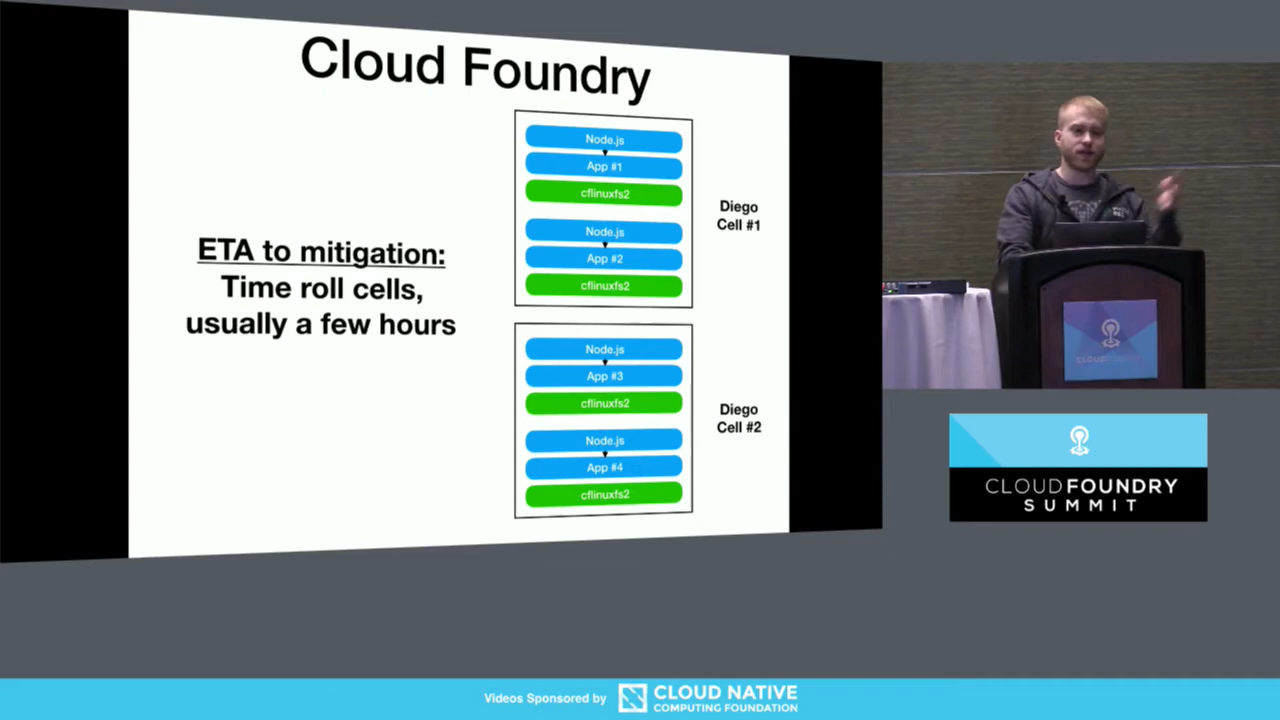 Cloud Foundry
ETA to mitigation:
Time roll cells,
usually a few hours
Node.js
App #1
cflinuxfs2
Node.js
App #2
cflinuxfs2
Diego
Cell #1
Node.js
App #3
cflinuxfs2
Node.js
App #4
cflinuxfs2
Diego
Cell #2
CLOUDFOUNDRY
CLOUDFOUNDRY
SUMMIT
Videos Sponsored by
CLOUD NATIVE
COMPUTING FOUNDATION